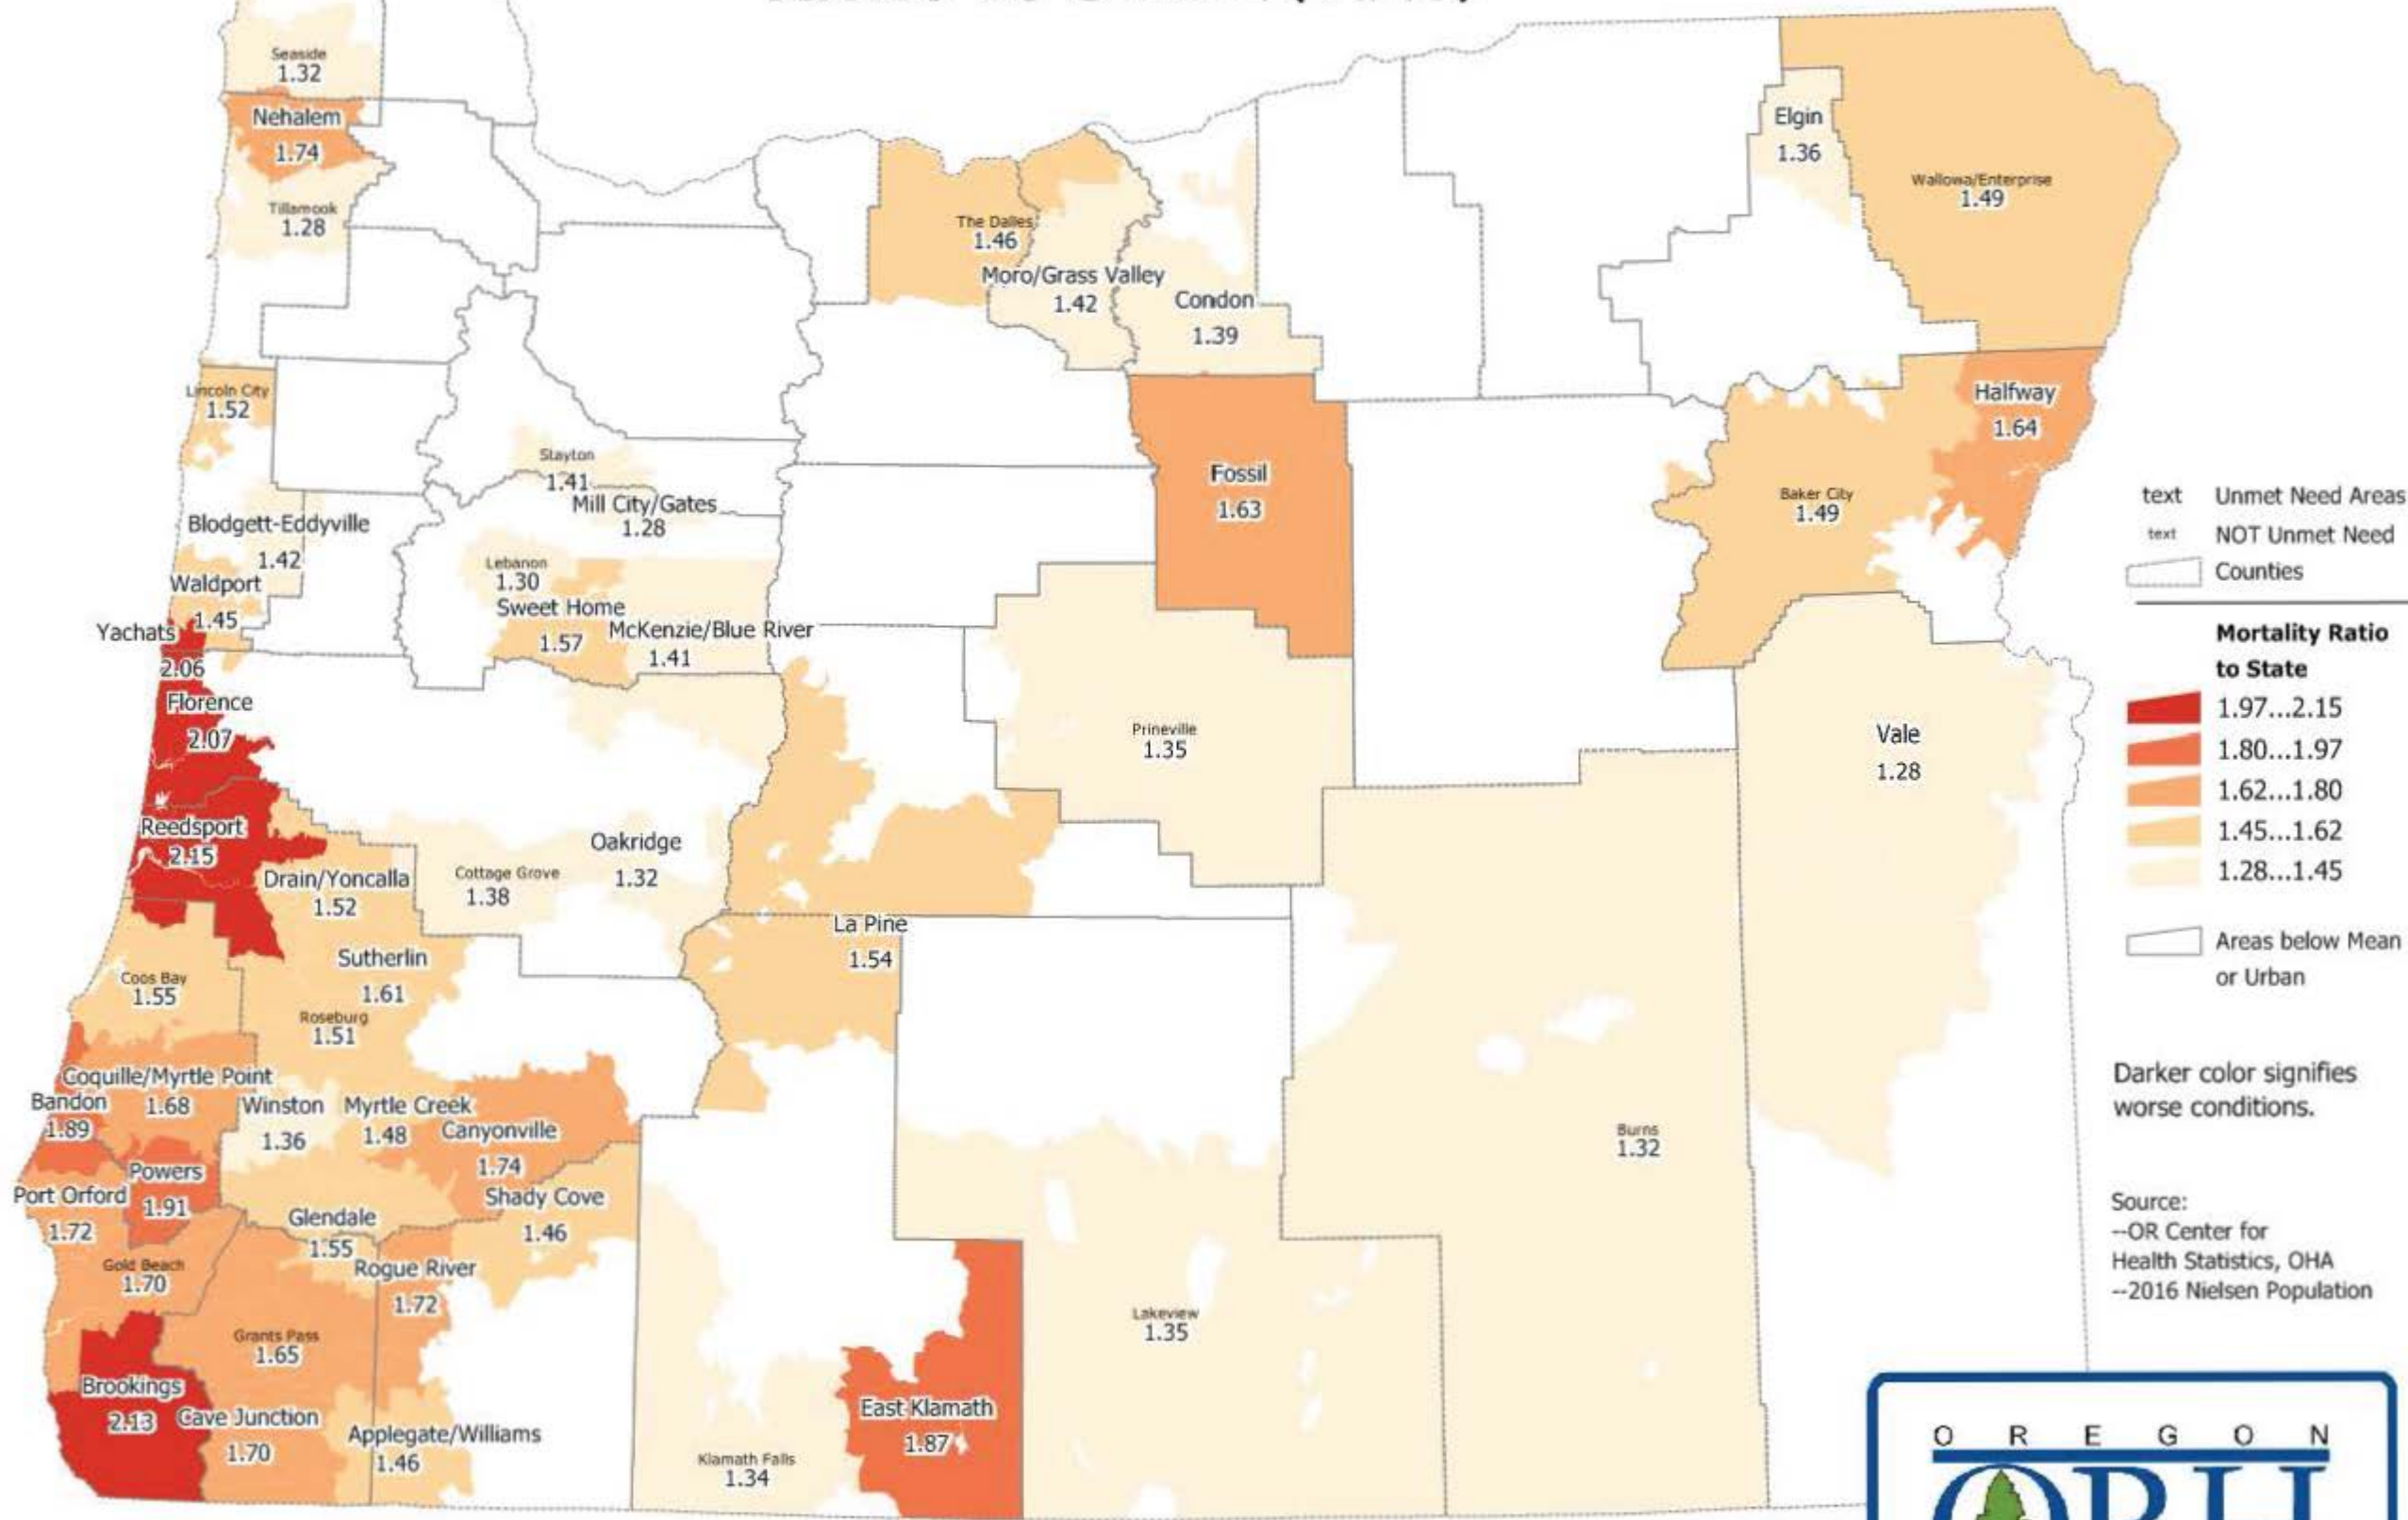 Seaside
1.32
Nehalem
1.74
Tillamook
1.28
The Dalles
1.46
Moro/Grass Valley
1.42
Condon
1.39
Elgin
1.36
Wallowa/Enterprise
1.49
Lincoln City
1.52
Stayton
1.41
Mill City/Gates
1.28
Blodgett-Eddyville
1.42
Waldport
1.45
Yachats
2.06
Lebanon
1.30
Sweet Home
1.57
McKenzie/Blue River
1.41
Fossil
1.63
Halfway
1.64
Baker City
1.49
Florence
2.07
Prineville
1.35
Vale
1.28
Reedsport
2.15
Drain/Yoncalla
1.52
Cottage Grove
1.38
Oakridge
1.32
La Pine
1.54
Sutherlin
1.61
Coos Bay
1.55
Roseburg
1.51
Coquille/Myrtle Point
1.68
Bandon
1.89
Winston
1.36
Myrtle Creek
1.48
Canyonville
1.74
Powers
1.91
Port Orford
1.72
Shady Cove
1.46
Glendale
1.55
Gold Beach
1.70
Rogue River
1.72
Grants Pass
1.65
Brookings
2.13
Cave Junction
1.70
Applegate/Williams
1.46
Klamath Falls
1.34
East Klamath
1.87
Lakeview
1.35
Burns
1.32
text Unmet Need Areas
text NOT Unmet Need
Counties
Mortality Ratio
to State
1.97...2.15
1.80...1.97
1.62...1.80
1.45...1.62
1.28...1.45
Areas below Mean
or Urban
Darker color signifies
worse conditions.
Source:
--OR Center for
Health Statistics, OHA
--2016 Nielsen Population
OREGON